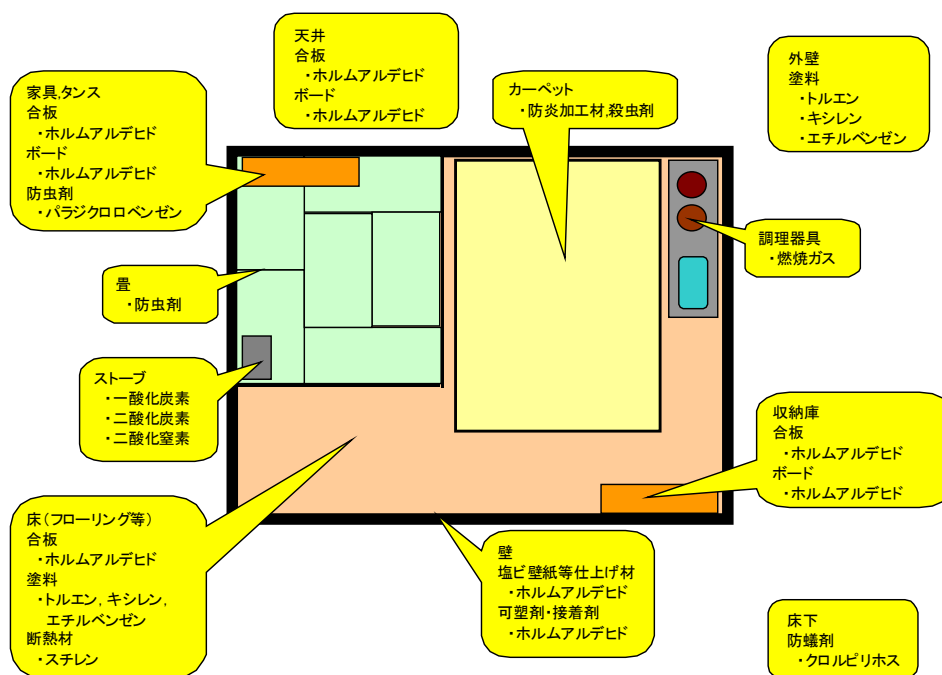 天井
合板
・ホルムアルデヒド
ボード
・ホルムアルデヒド
外壁
塗料
・トルエン
・キシレン
・エチルベンゼン
家具,タンス
合板
・ホルムアルデヒド
ボード
・ホルムアルデヒド
防虫剤
・パラジクロロベンゼン
カーペット
・防炎加工材,殺虫剤
調理器具
・燃焼ガス
畳
・防虫剤
ストーブ
・一酸化炭素
・二酸化炭素
・二酸化窒素
収納庫
合板
・ホルムアルデヒド
ボード
・ホルムアルデヒド
床(フローリング等)
合板
・ホルムアルデヒド
塗料
・トルエン,キシレン,
エチルベンゼン
断熱材
・スチレン
壁
塩ビ壁紙等仕上げ材
・ホルムアルデヒド
可塑剤・接着剤
・ホルムアルデヒド
床下
防蟻剤
・クロルピリホス